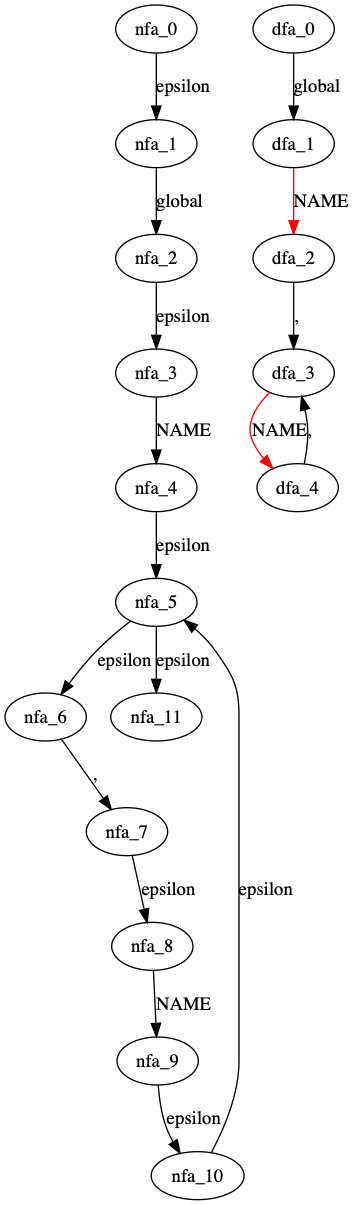 nfa_0 dfa_0
epsilon global
nfa_1 dfa_1
global NAME
nfa_2 dfa_2
epsilon ,
nfa_3 dfa_3
NAME NAME ,
nfa_4 dfa_4
epsilon
nfa_5
epsilon epsilon
nfa_6 nfa_11
,
nfa_7
epsilon
nfa_8 epsilon
NAME
nfa_9
epsilon
nfa_10